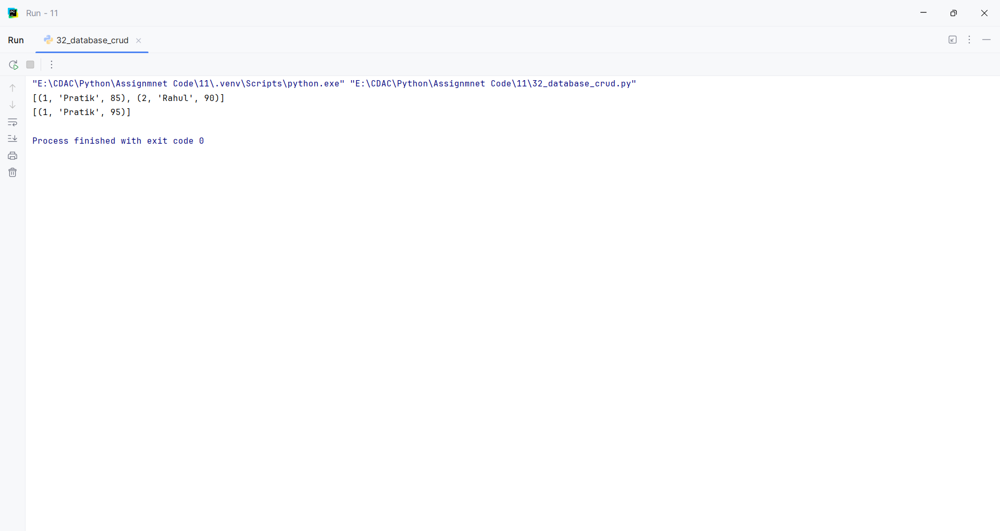 Run - 11
Run 32_database_crud
"E:\CDAC\Python\Assignmnet Code\11\.venv\Scripts\python.exe" "E:\CDAC\Python\Assignmnet Code\11\32_database_crud.py"
[(1, 'Pratik', 85), (2, 'Rahul', 90)]
[(1, 'Pratik', 95)]
Process finished with exit code 0